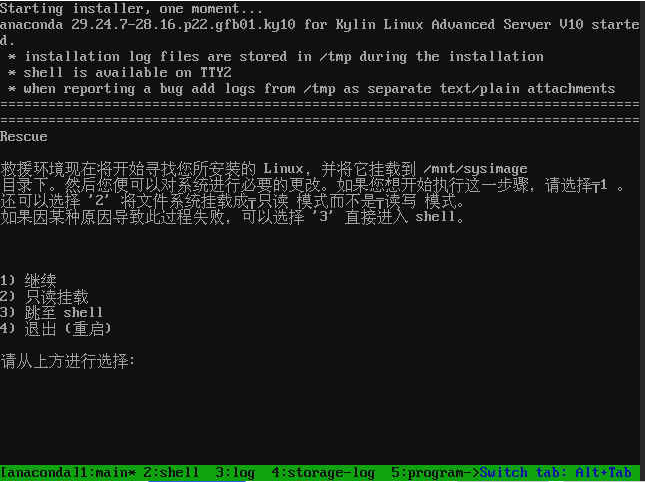 Starting installer, one moment...
anaconda 29.24.7-28.16.p22.gfb01.ky10 for Kylin Linux Advanced Server V10 starte
d.
 * installation log files are stored in /tmp during the installation
 * shell is available on TTY2
 * when reporting a bug add logs from /tmp as separate text/plain attachments
================================================================================
================================================================================
Rescue
救援环境现在将开始寻找您所安装的 Linux, 并将它挂载到 /mnt/sysimage
目录下。然后您便可以对系统进行必要的更改。如果您想开始执行这一步骤, 请选择┬1 。
还可以选择 '2' 将文件系统挂载成┬只读 模式而不是┬读写 模式。
如果因某种原因导致此过程失败, 可以选择 '3' 直接进入 shell。
1) 继续
2) 只读挂载
3) 跳至 shell
4) 退出 (重启)
请从上方进行选择:
[anaconda]1:main* 2:shell  3:log  4:storage-log  5:program->Switch tab: Alt+Tab